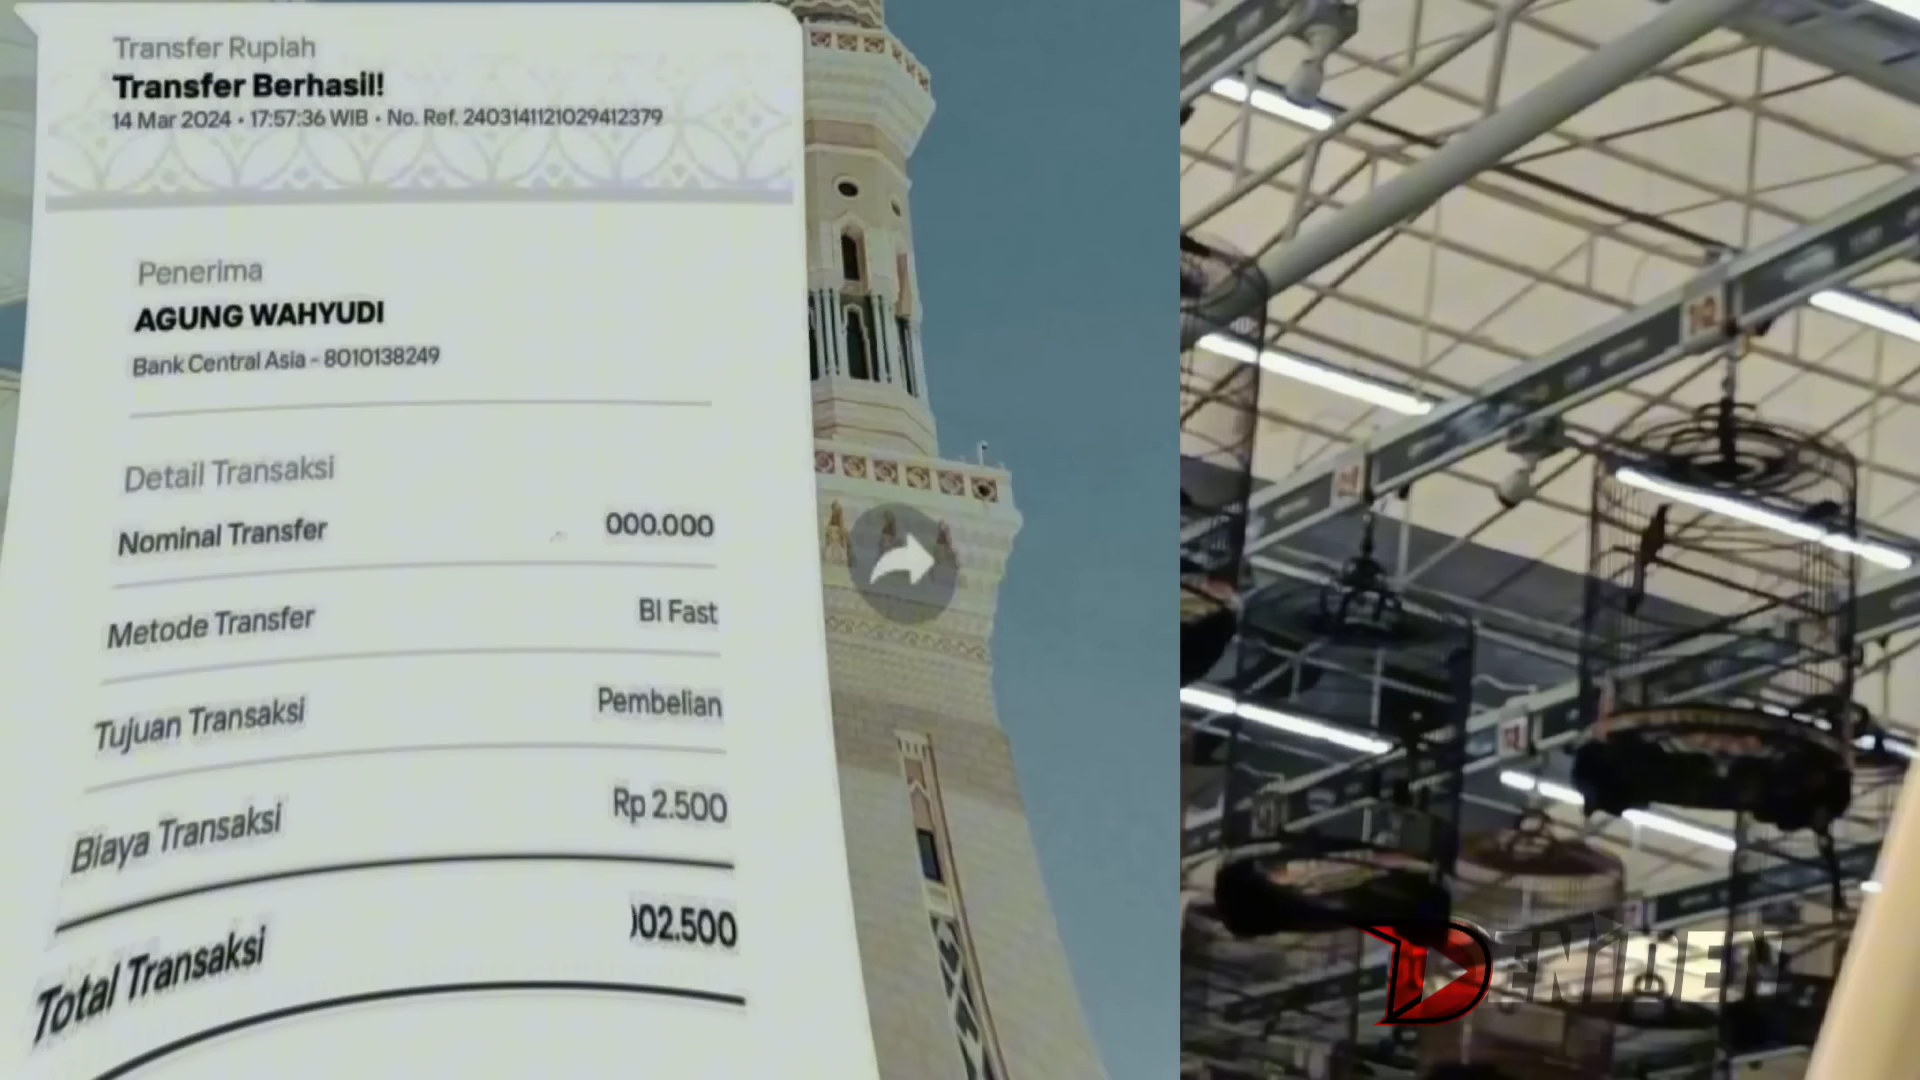 Transfer Rupiah
Transfer Berhasil!
14 Mar 2024 • 17:57:36 WIB • No. Ref. 2403141121029412379
Penerima
AGUNG WAHYUDI
Bank Central Asia - 8010138249
Detail Transaksi
Nominal Transfer 000.000
Metode Transfer BI Fast
Tujuan Transaksi Pembelian
Biaya Transaksi Rp 2.500
Total Transaksi 02.500
DENIDEN